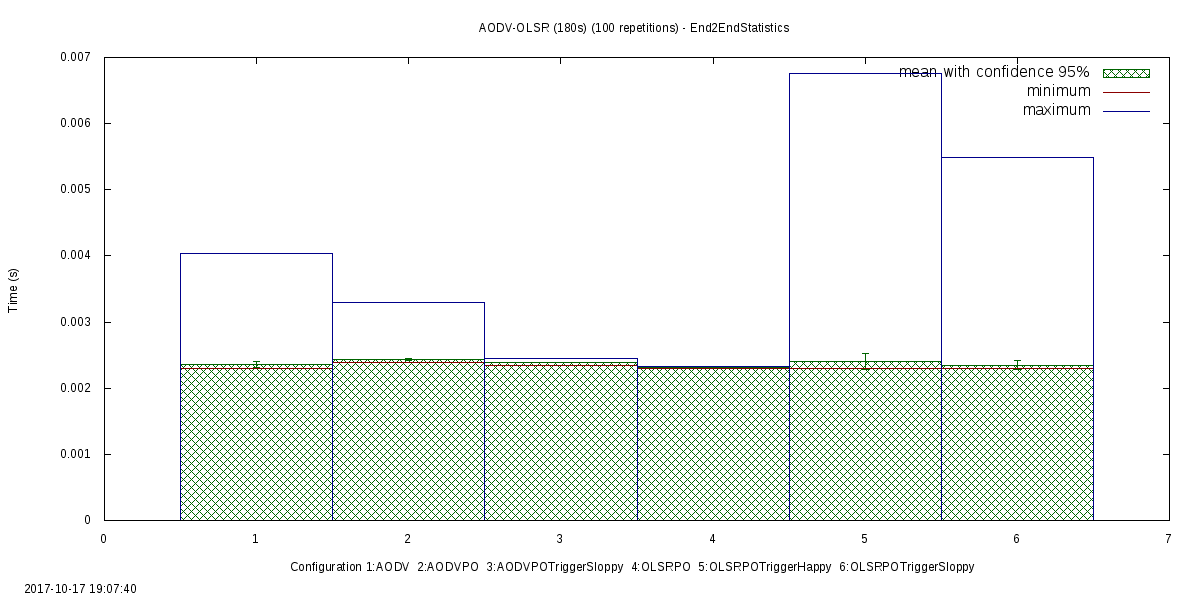 AODV-OLSR (180s) (100 repetitions) - End2EndStatistics
0.007
mean with confidence 95%
minimum
maximum
0.006
0.005
0.004
0.003
0.002
0.001
0
Time (s)
0 1 2 3 4 5 6 7
Configuration 1:AODV 2:AODVPO 3:AODVPOTriggerSloppy 4:OLSRPO 5:OLSRPOTriggerHappy 6:OLSRPOTriggerSloppy
2017-10-17 19:07:40